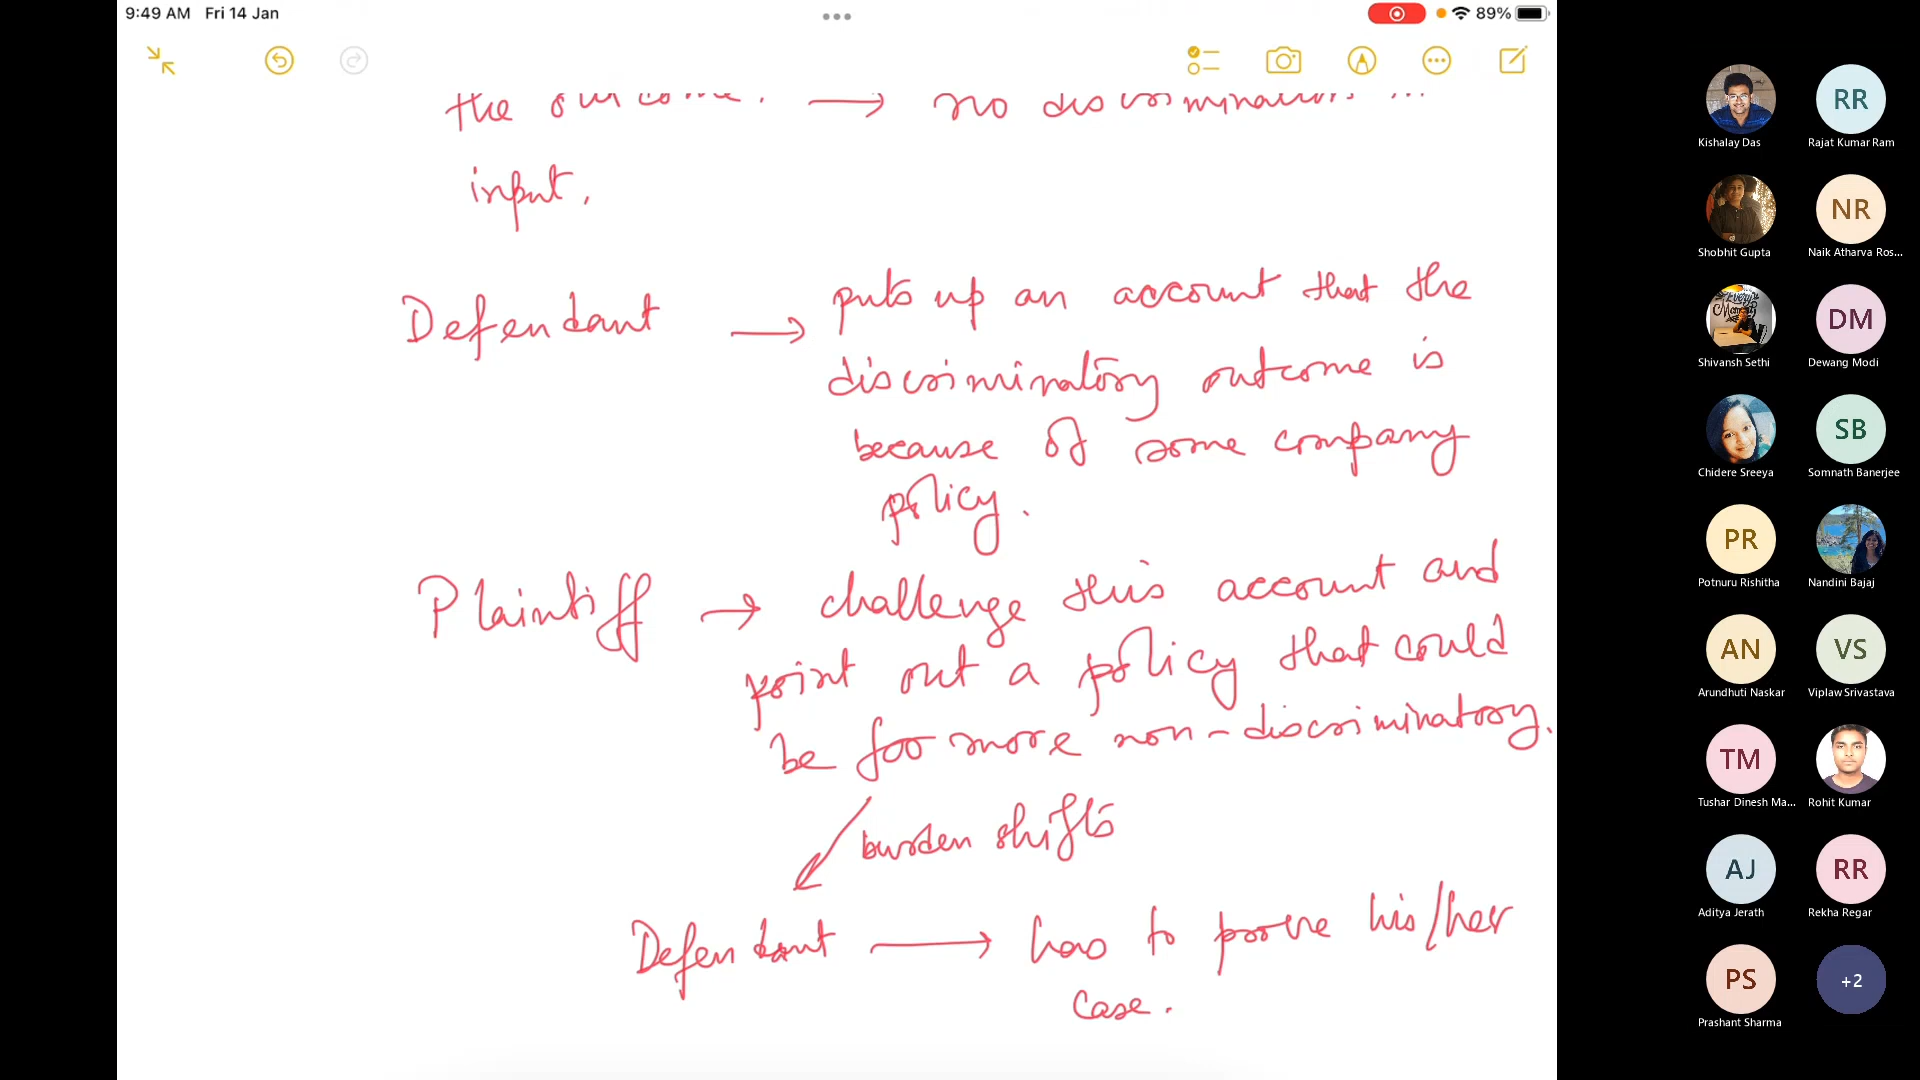 9:49 AM Fri 14 Jan
89%
the outcome. → no discrimination in
input.
Defendant → puts up an account that the
discriminatory outcome is
because of some company
policy.
Plaintiff → challenge this account and
point out a policy that could
be far more non-discriminatory.
burden shifts
Defendant → has to prove his/her
case.
Kishalay Das
RR
Rajat Kumar Ram
Shobhit Gupta
NR
Naik Atharva Ros...
Shivansh Sethi
DM
Dewang Modi
Chidere Sreeya
SB
Somnath Banerjee
PR
Potnuru Rishitha
Nandini Bajaj
AN
Arundhuti Naskar
VS
Viplaw Srivastava
TM
Tushar Dinesh Ma...
Rohit Kumar
AJ
Aditya Jerath
RR
Rekha Regar
PS
Prashant Sharma
+2